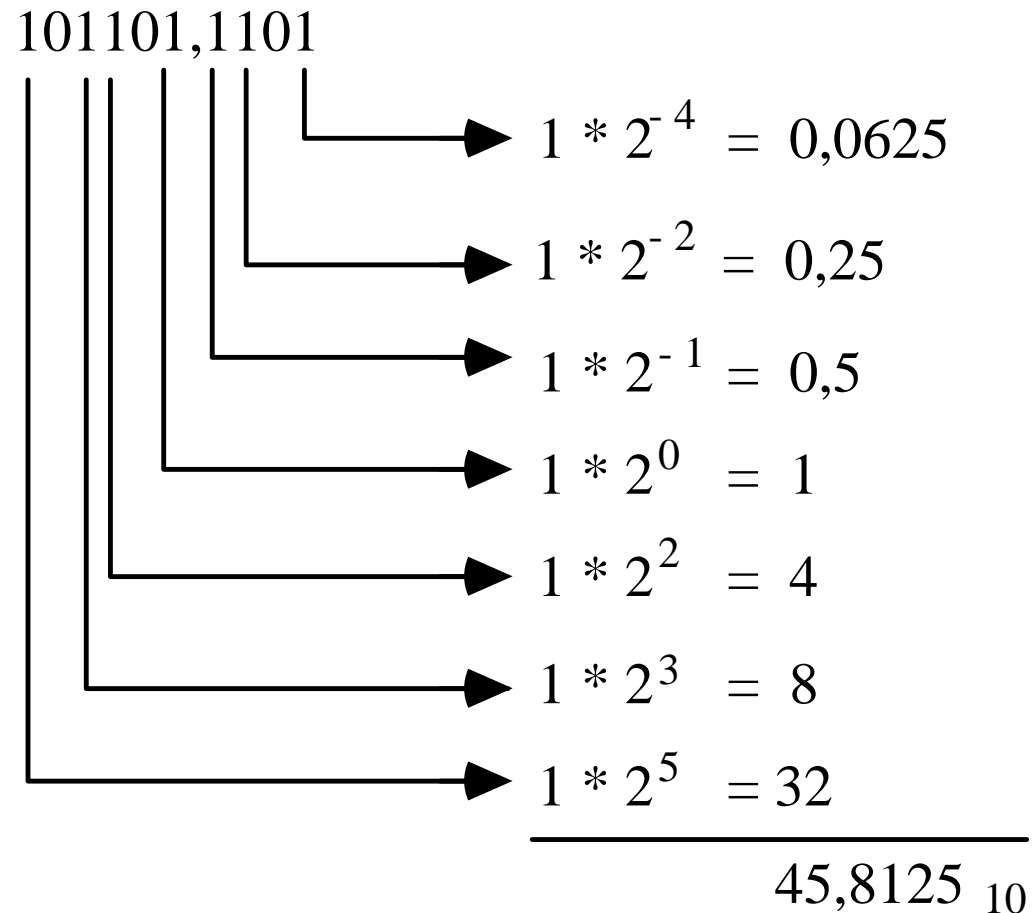 101101,1101
1 * 2^-4 = 0,0625
1 * 2^-2 = 0,25
1 * 2^-1 = 0,5
1 * 2^0 = 1
1 * 2^2 = 4
1 * 2^3 = 8
1 * 2^5 = 32
45,8125 10